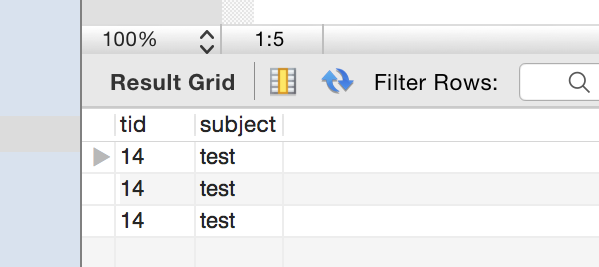 100% 1:5
Result Grid Filter Rows:
tid subject
14 test
14 test
14 test